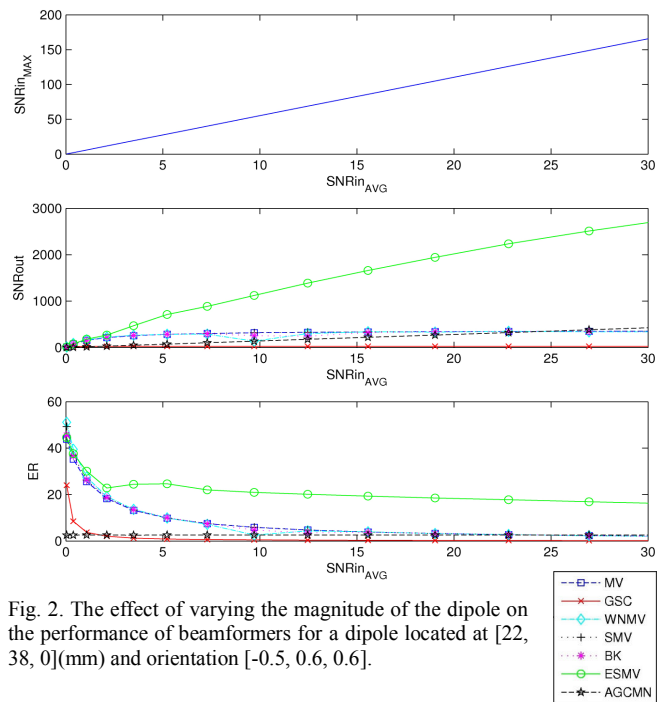 200
150
100
50
0
SNRin_MAX
0 5 10 15 20 25 30
SNRin_AVG
3000
2000
1000
0
SNRout
0 5 10 15 20 25 30
SNRin_AVG
60
40
20
0
ER
0 5 10 15 20 25 30
SNRin_AVG
MV
GSC
WNMV
SMV
BK
ESMV
AGCMN
Fig. 2. The effect of varying the magnitude of the dipole on
the performance of beamformers for a dipole located at [22,
38, 0](mm) and orientation [-0.5, 0.6, 0.6].